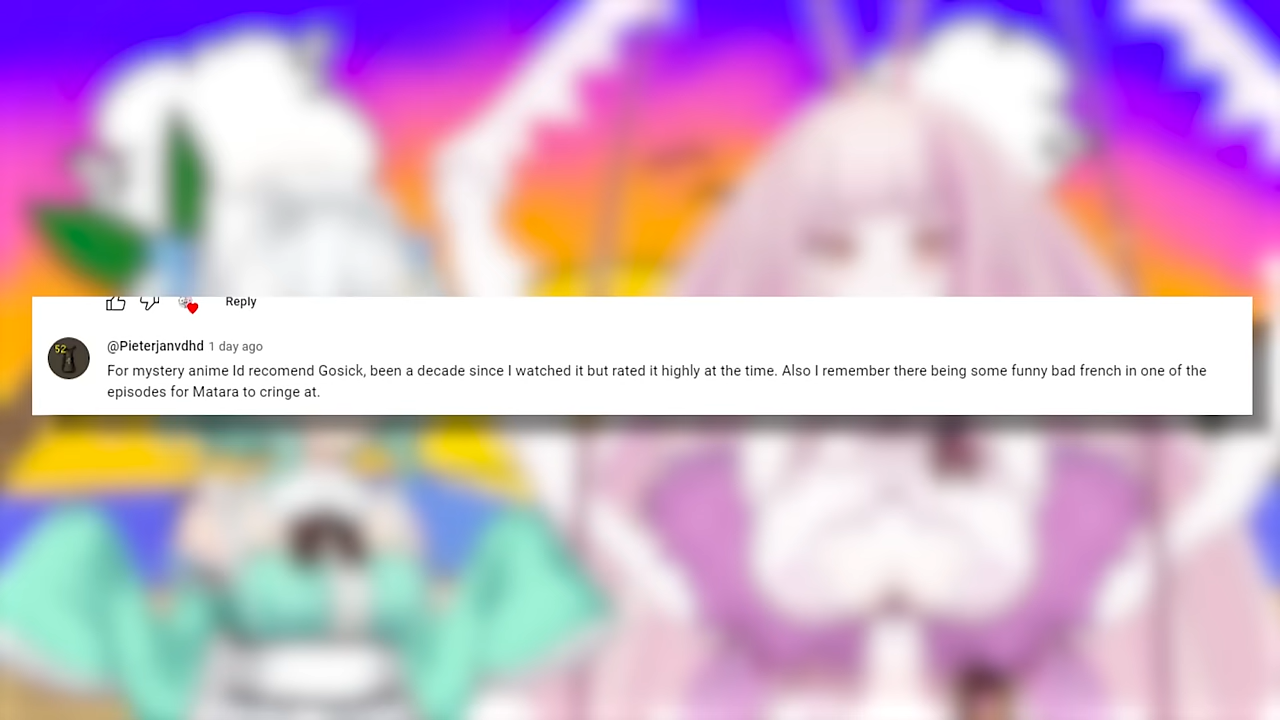 Reply
52
@Pieterjanvdhd 1 day ago
For mystery anime Id recomend Gosick, been a decade since I watched it but rated it highly at the time. Also I remember there being some funny bad french in one of the
episodes for Matara to cringe at.